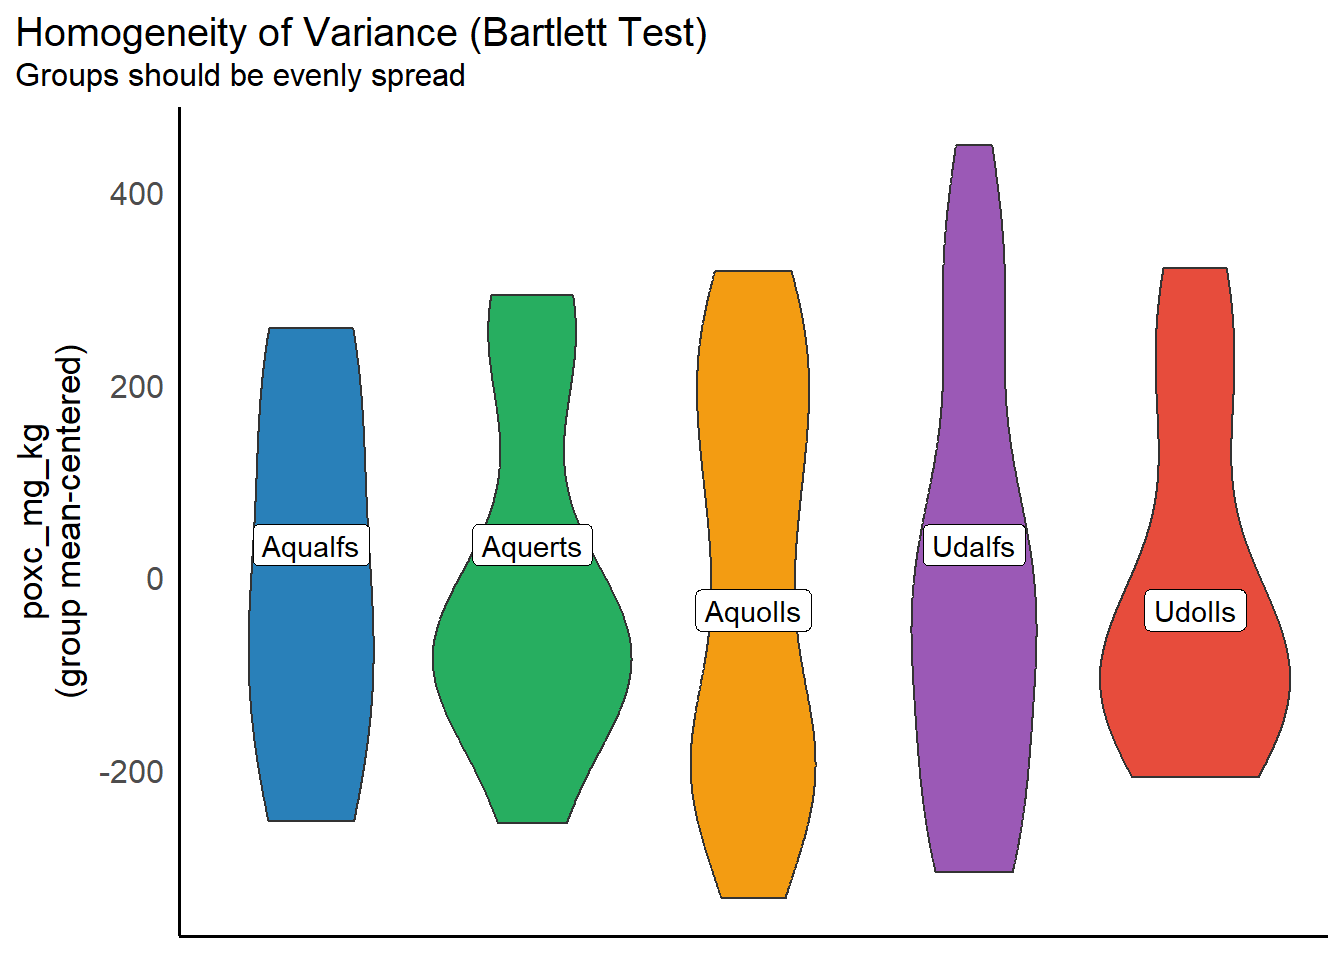 Homogeneity of Variance (Bartlett Test)
Groups should be evenly spread
poxc_mg_kg
(group mean-centered)
400
200
0
-200
Aqualfs
Aquerts
Aquolls
Udalfs
Udolls